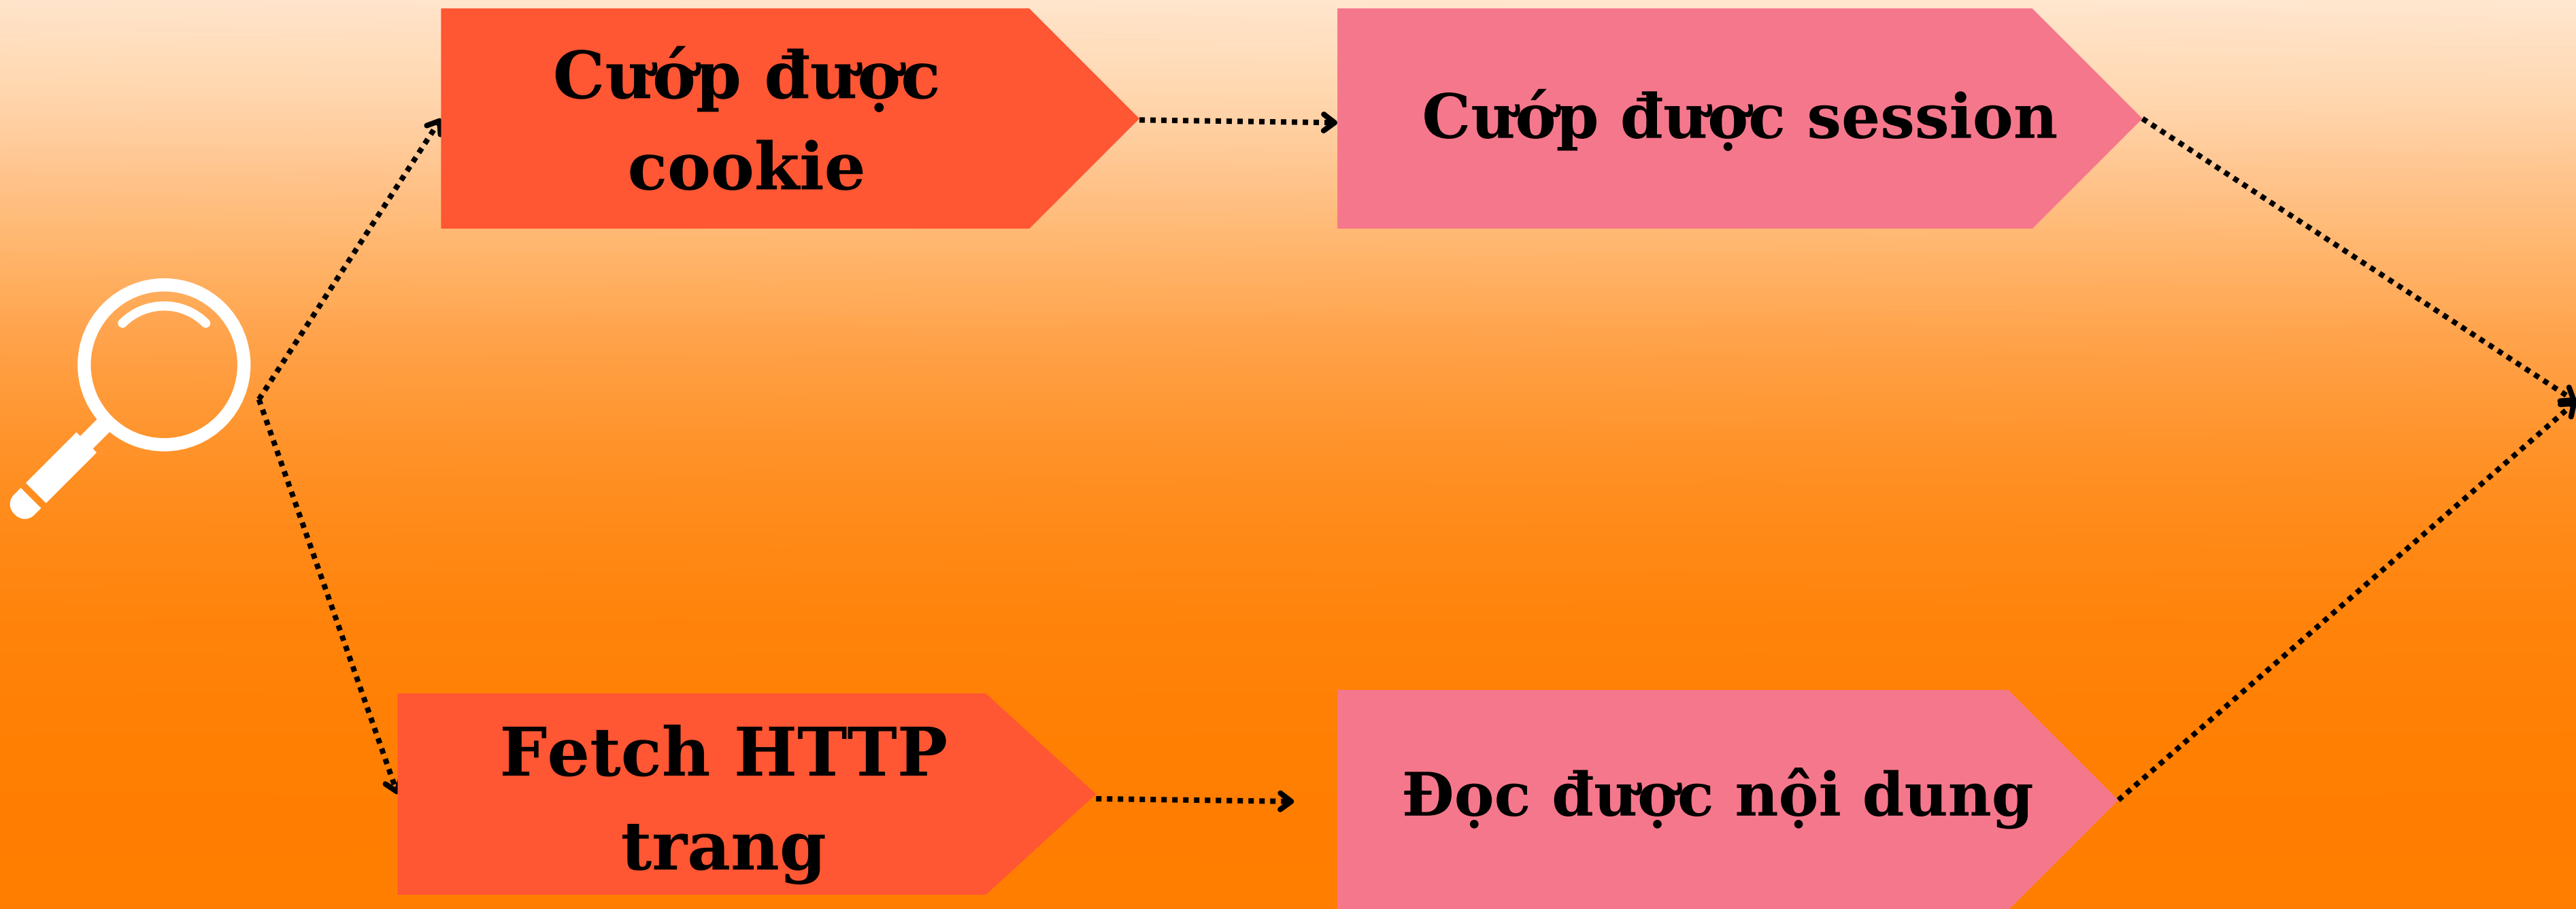 Cướp được
cookie
Cướp được session
Fetch HTTP
trang
Đọc được nội dung